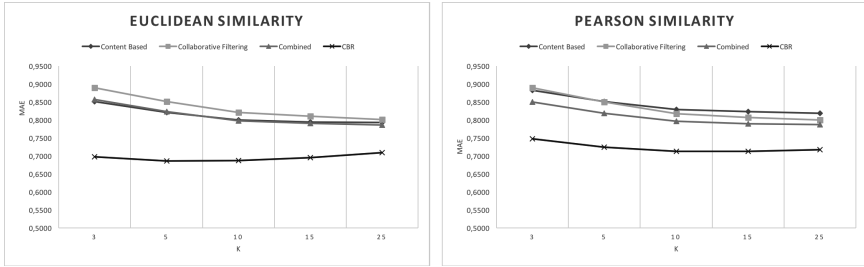 EUCLIDEAN SIMILARITY
Content Based Collaborative Filtering Combined CBR
MAE
0,9500
0,9000
0,8500
0,8000
0,7500
0,7000
0,6500
0,6000
0,5500
0,5000
3 5 10 15 25
K
PEARSON SIMILARITY
Content Based Collaborative Filtering Combined CBR
MAE
0,9500
0,9000
0,8500
0,8000
0,7500
0,7000
0,6500
0,6000
0,5500
0,5000
3 5 10 15 25
K